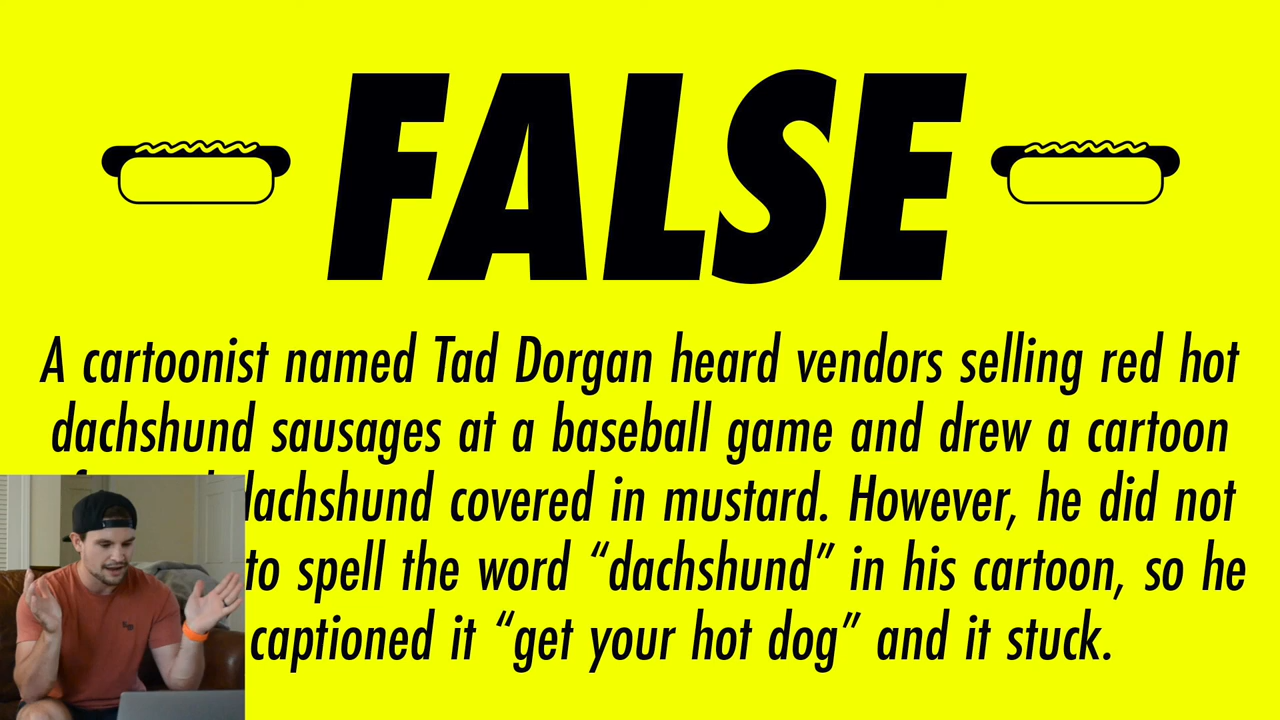 FALSE
A cartoonist named Tad Dorgan heard vendors selling red hot
dachshund sausages at a baseball game and drew a cartoon
dachshund covered in mustard. However, he did not
to spell the word “dachshund” in his cartoon, so he
captioned it “get your hot dog” and it stuck.